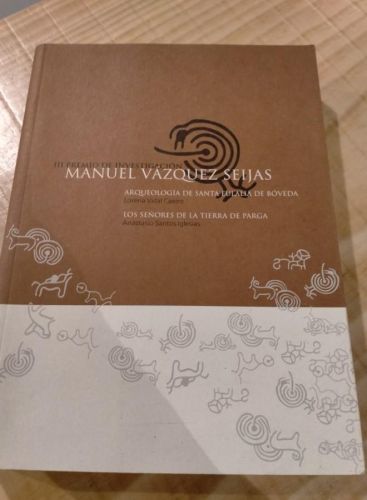 III PREMIO DE INVESTIGACIÓN
MANUEL VÁZQUEZ SEIJAS
ARQUEOLOGÍA DE SANTA EULALIA DE BÓVEDA
Lorena Vidal Caeiro
LOS SEÑORES DE LA TIERRA DE PARGA
Anastasio Santos Iglesias